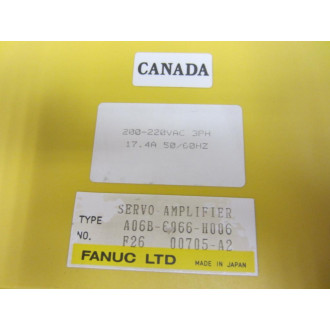 CANADA
200-220VAC 3PH
17.4A 50/60HZ
SERVO AMPLIFIER
TYPE A06B-6066-H006
NO. F26 00705-A2
FANUC LTD MADE IN JAPAN